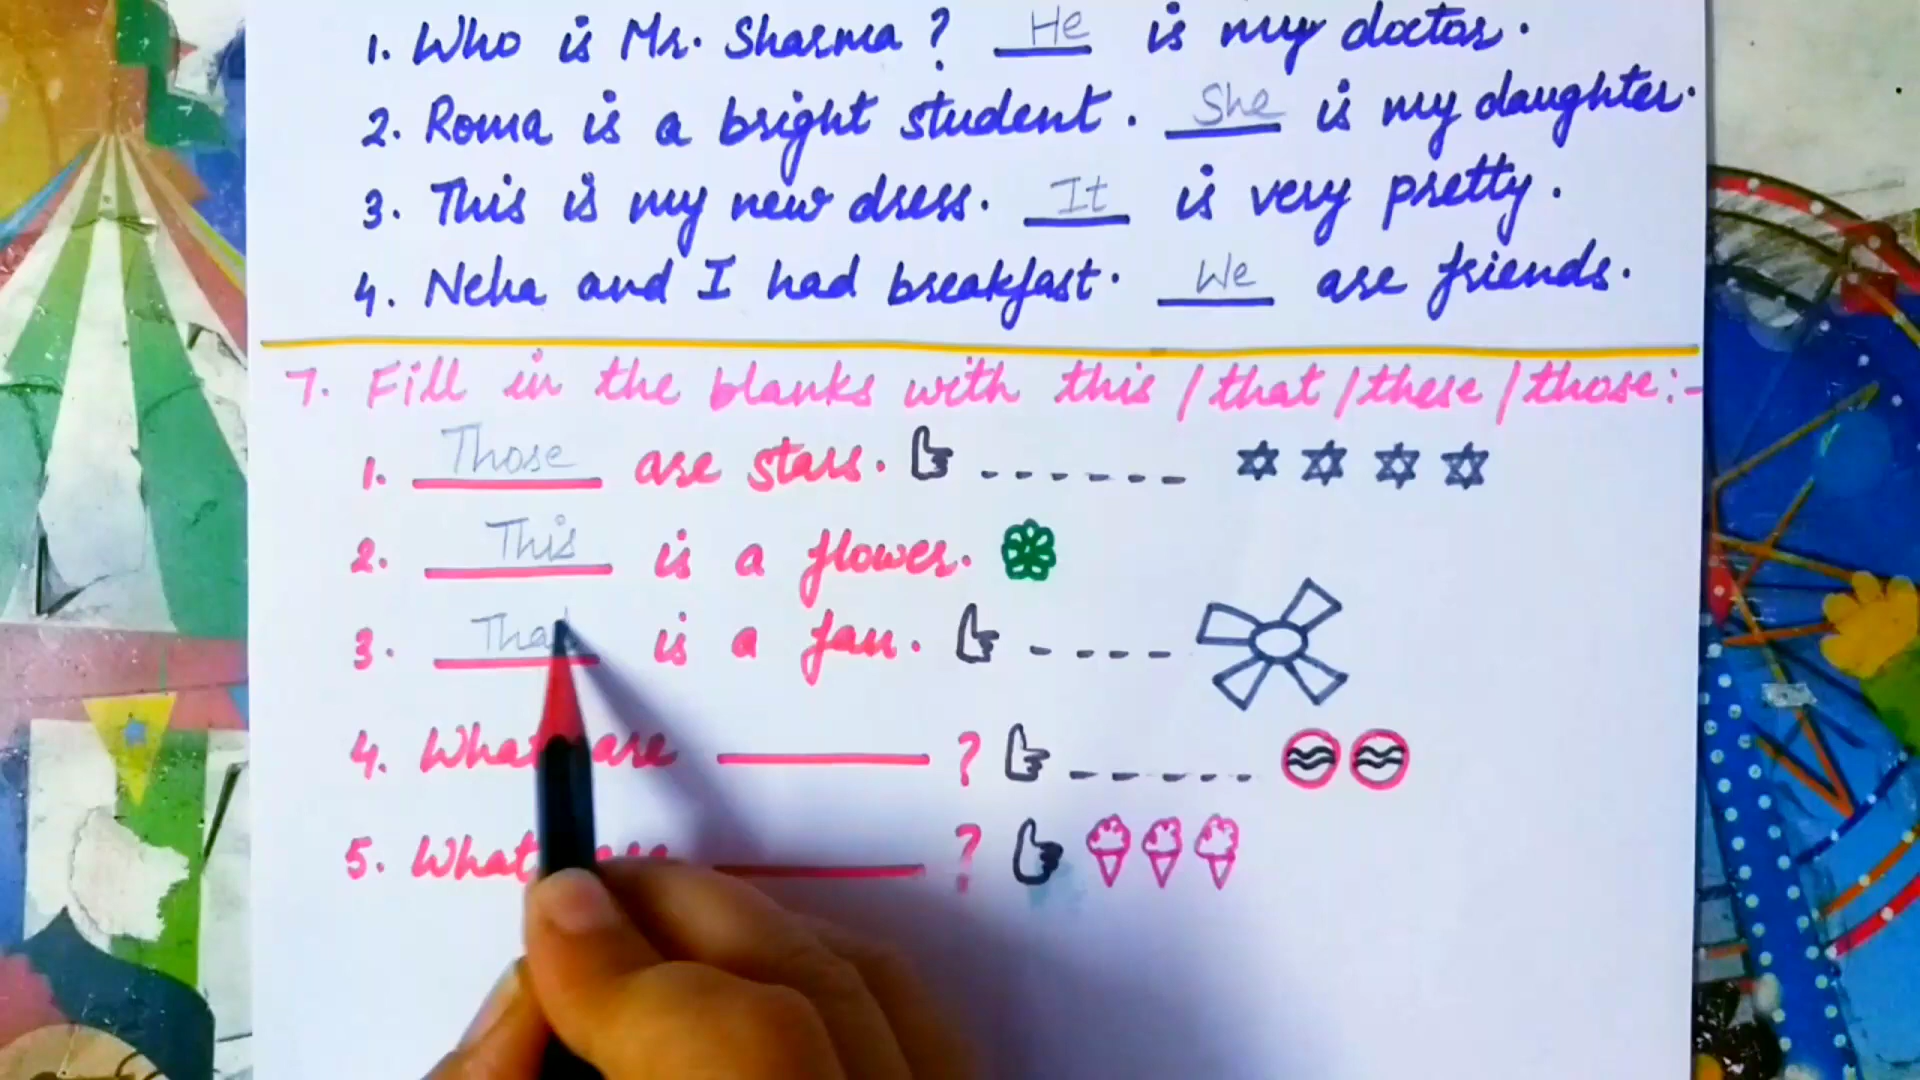 1. Who is Mr. Sharma? He is my doctor.
2. Roma is a bright student. She is my daughter.
3. This is my new dress. It is very pretty.
4. Neha and I had breakfast. We are friends.
7. Fill in the blanks with this / that / these / those:-
1. Those are stars.
2. This is a flower.
3. That is a fan.
4. What are ?
5. What are ?